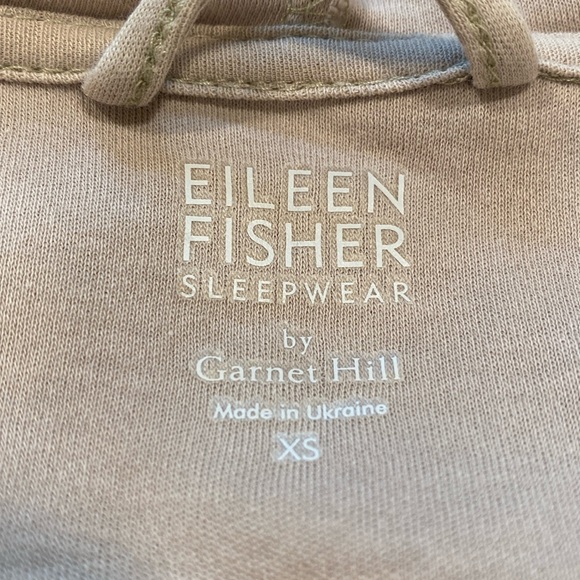 EILEEN
FISHER
SLEEPWEAR
by
Garnet Hill
Made in Ukraine
XS